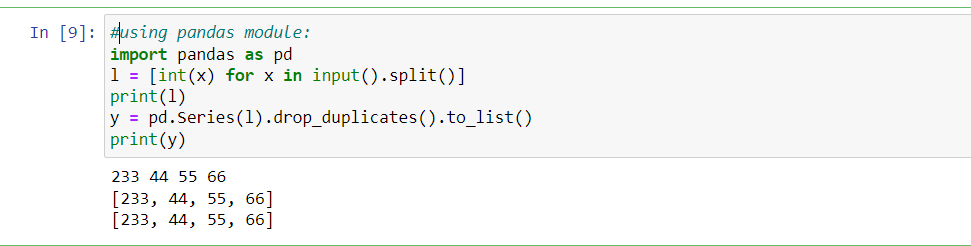 In [9]: #using pandas module:
import pandas as pd
l = [int(x) for x in input().split()]
print(l)
y = pd.Series(l).drop_duplicates().to_list()
print(y)
233 44 55 66
[233, 44, 55, 66]
[233, 44, 55, 66]